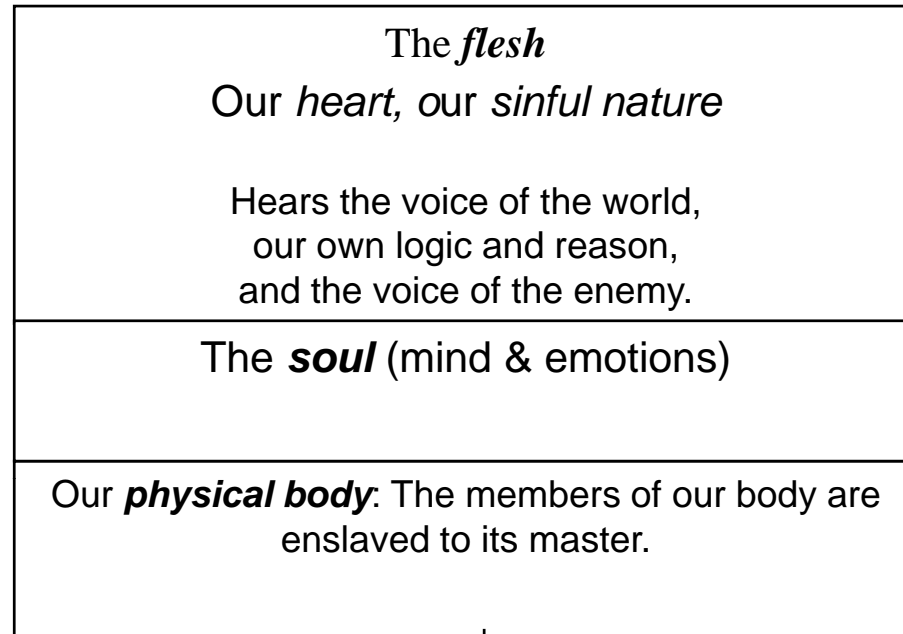 The flesh
Our heart, our sinful nature
Hears the voice of the world,
our own logic and reason,
and the voice of the enemy.
The soul (mind & emotions)
Our physical body: The members of our body are
enslaved to its master.